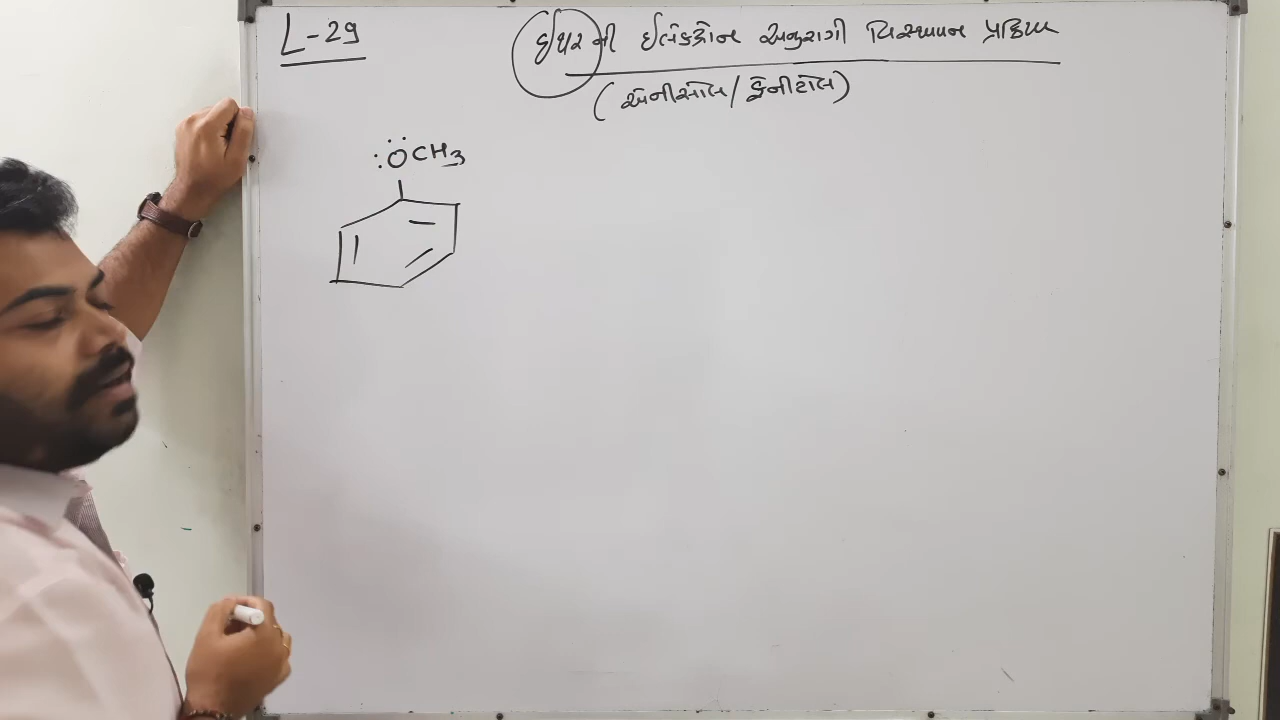 L-29
ઈથરની ઈલેક્ટ્રોન અનુરાગી વિસ્થાપન પ્રક્રિયા
(એનીસોલ/ફેનીટોલ)
:ÖCH3